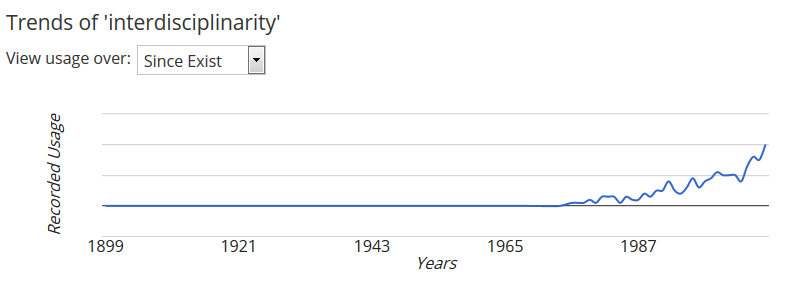 Trends of 'interdisciplinarity'
View usage over: Since Exist
Recorded Usage
1899 1921 1943 1965 1987
Years